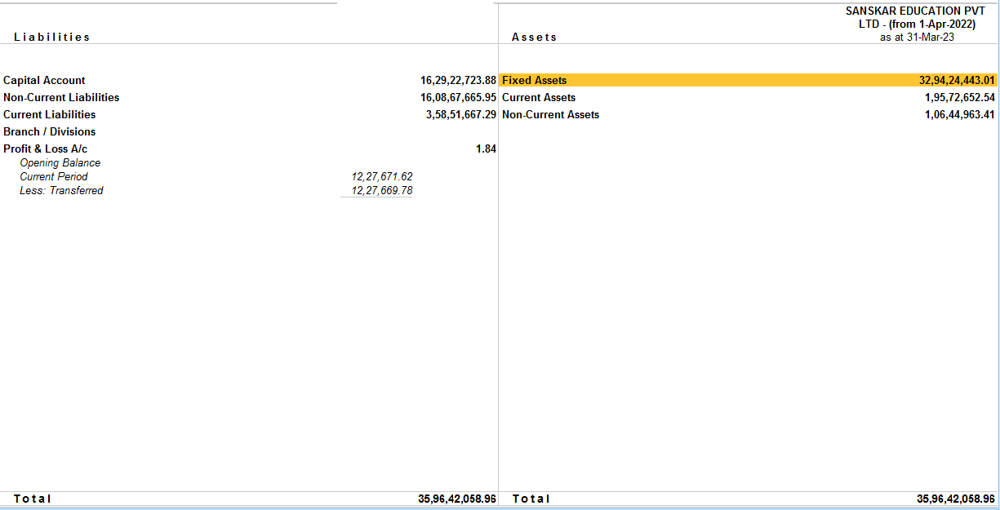 SANSKAR EDUCATION PVT
LTD - (from 1-Apr-2022)
Liabilities Assets as at 31-Mar-23
Capital Account 16,29,22,723.88 Fixed Assets 32,94,24,443.01
Non-Current Liabilities 16,08,67,665.95 Current Assets 1,95,72,652.54
Current Liabilities 3,58,51,667.29 Non-Current Assets 1,06,44,963.41
Branch / Divisions
Profit & Loss A/c 1.84
Opening Balance
Current Period 12,27,671.62
Less: Transferred 12,27,669.78
Total 35,96,42,058.96 Total 35,96,42,058.96